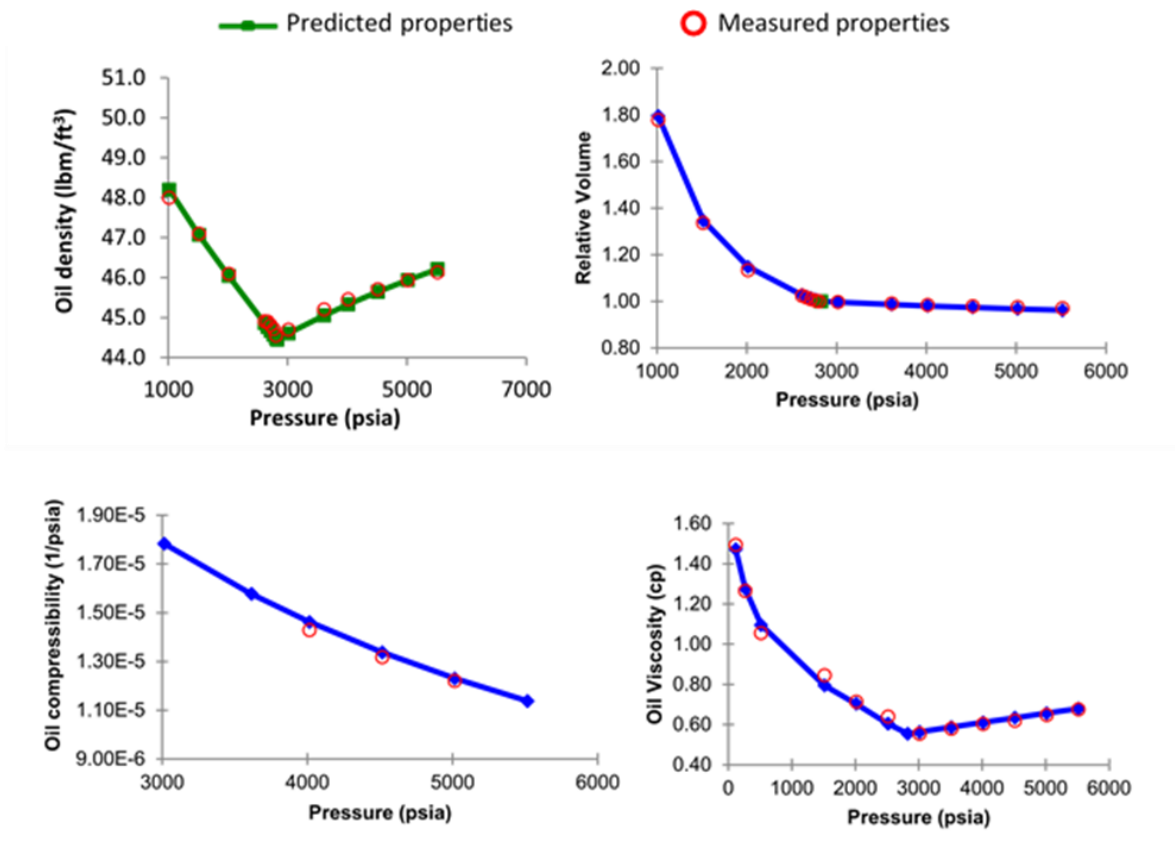 Predicted properties
Measured properties
Oil density (lbm/ft³)
51.0
50.0
49.0
48.0
47.0
46.0
45.0
44.0
1000 3000 5000 7000
Pressure (psia)
Relative Volume
2.00
1.80
1.60
1.40
1.20
1.00
0.80
1000 2000 3000 4000 5000 6000
Pressure (psia)
Oil compressibility (1/psia)
1.90E-5
1.70E-5
1.50E-5
1.30E-5
1.10E-5
9.00E-6
3000 4000 5000 6000
Pressure (psia)
Oil Viscosity (cp)
1.60
1.40
1.20
1.00
0.80
0.60
0.40
0 1000 2000 3000 4000 5000 6000
Pressure (psia)